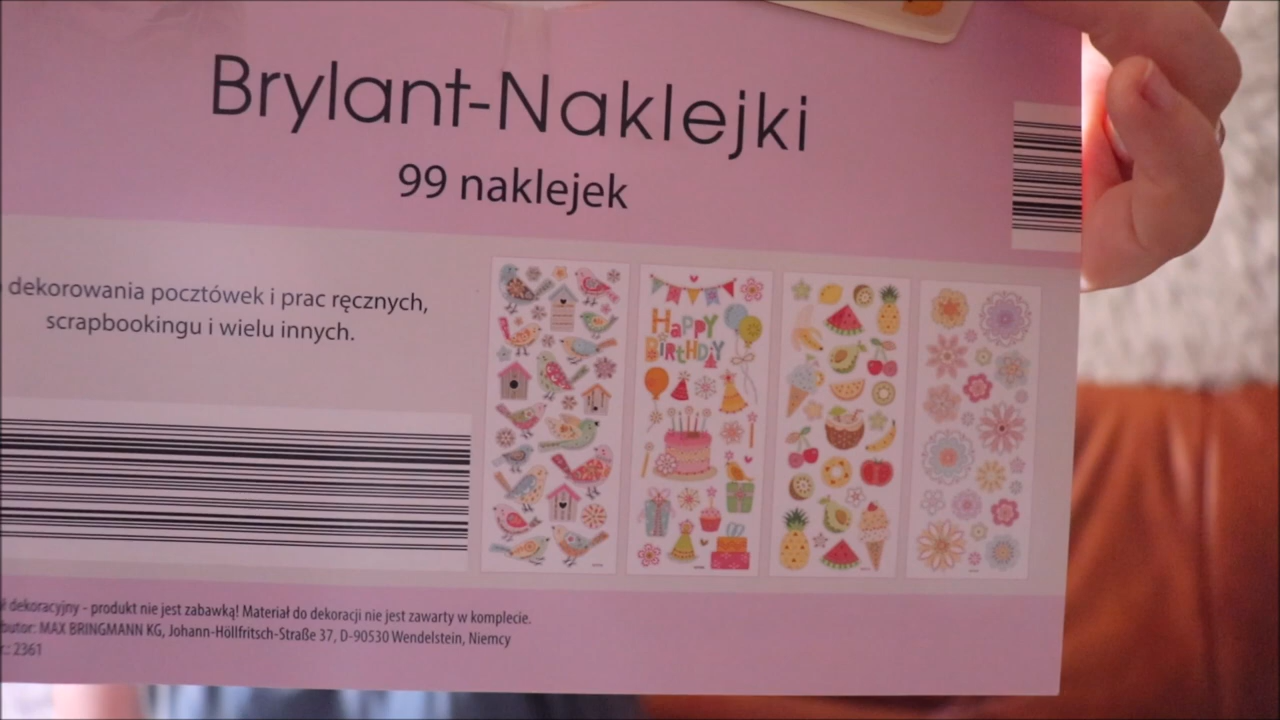 Brylant-Naklejki
99 naklejek
dekorowania pocztówek i prac ręcznych,
scrapbookingu i wielu innych.
HAPPY
BIRTHDAY
dekoracyjny - produkt nie jest zabawką! Materiał do dekoracji nie jest zawarty w komplecie.
MAX BRINGMANN KG, Johann-Höllfritsch-Straße 37, D-90530 Wendelstein, Niemcy
2361